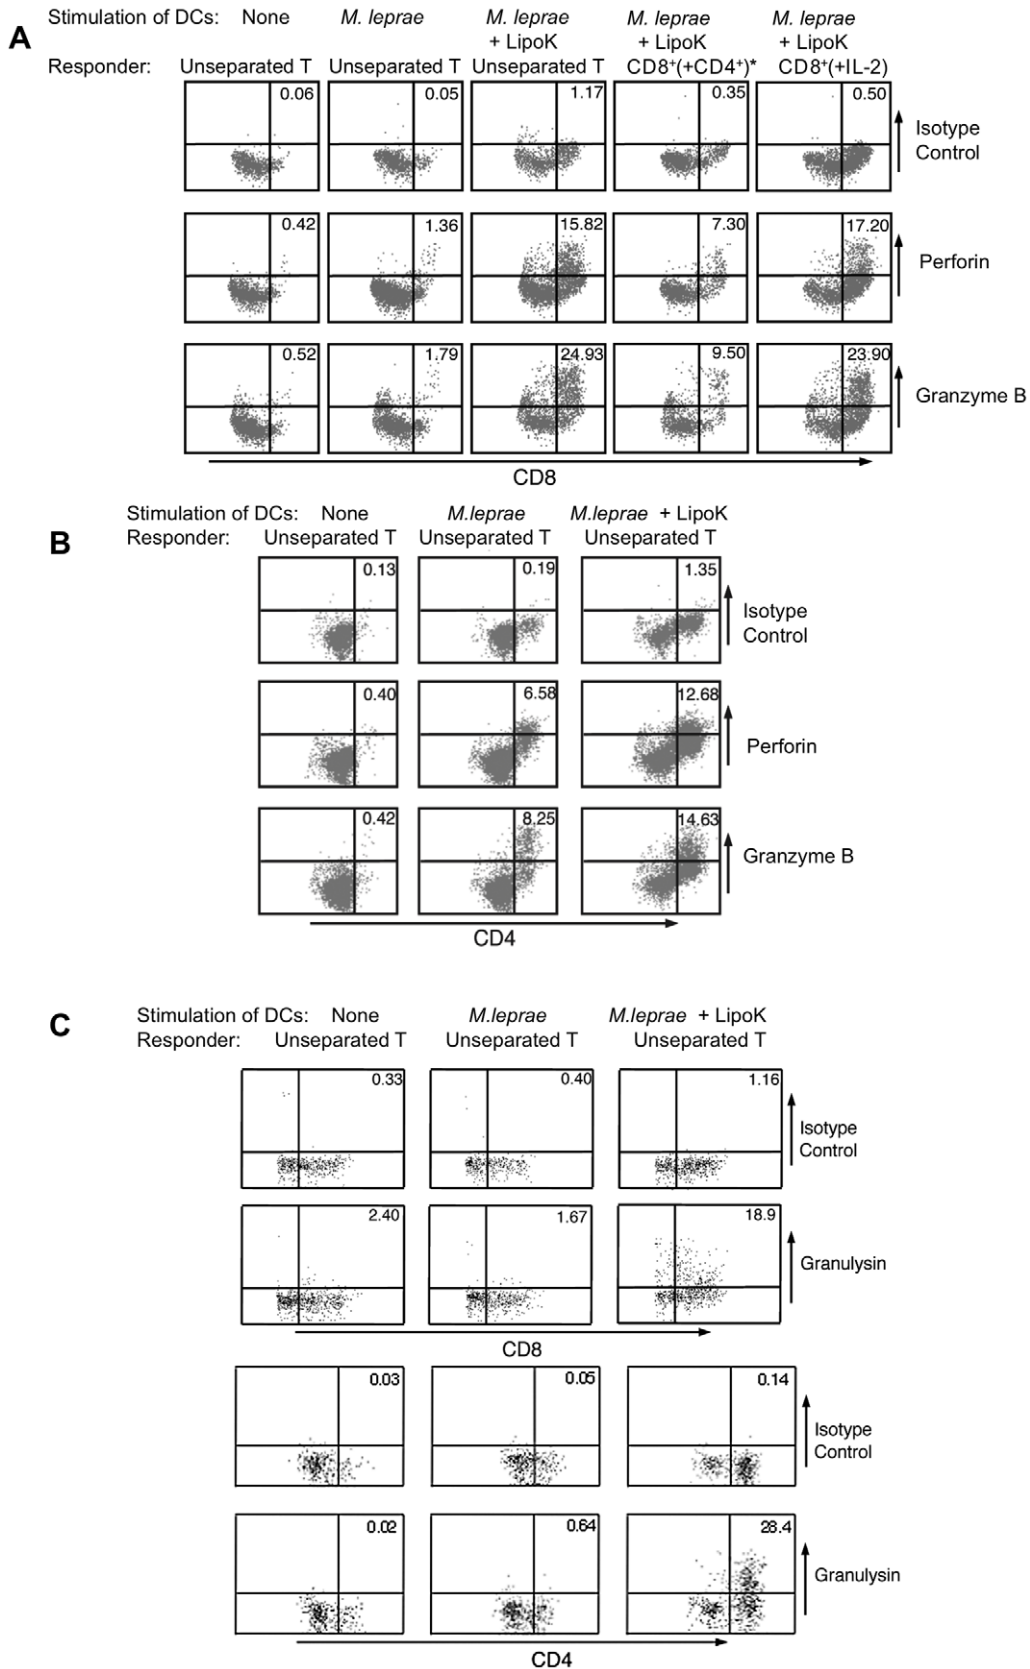 A
Stimulation of DCs: None M. leprae M. leprae M. leprae M. leprae
+ LipoK + LipoK + LipoK
Responder: Unseparated T Unseparated T Unseparated T CD8⁺(+CD4⁺)* CD8⁺(+IL-2)
0.06 0.05 1.17 0.35 0.50
Isotype
Control
0.42 1.36 15.82 7.30 17.20
Perforin
0.52 1.79 24.93 9.50 23.90
Granzyme B
CD8
B
Stimulation of DCs: None M.leprae M.leprae + LipoK
Responder: Unseparated T Unseparated T Unseparated T
0.13 0.19 1.35
Isotype
Control
0.40 6.58 12.68
Perforin
0.42 8.25 14.63
Granzyme B
CD4
C
Stimulation of DCs: None M.leprae M.leprae + LipoK
Responder: Unseparated T Unseparated T Unseparated T
0.33 0.40 1.16
Isotype
Control
2.40 1.67 18.9
Granulysin
CD8
0.03 0.05 0.14
Isotype
Control
0.02 0.64 28.4
Granulysin
CD4